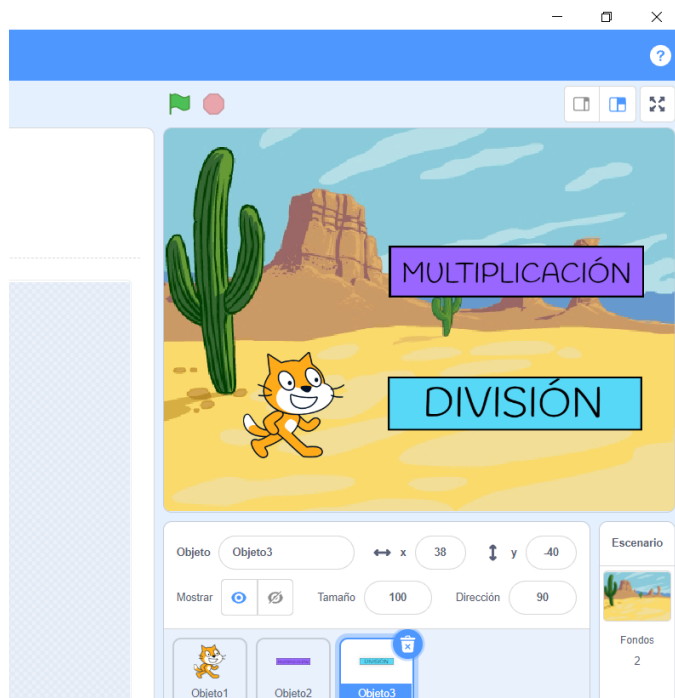 ?
MULTIPLICACIÓN
DIVISIÓN
Objeto Objeto3 x 38 y -40
Mostrar Tamaño 100 Dirección 90
Escenario
Fondos
2
DIVISIÓN
Objeto1 Objeto2 Objeto3